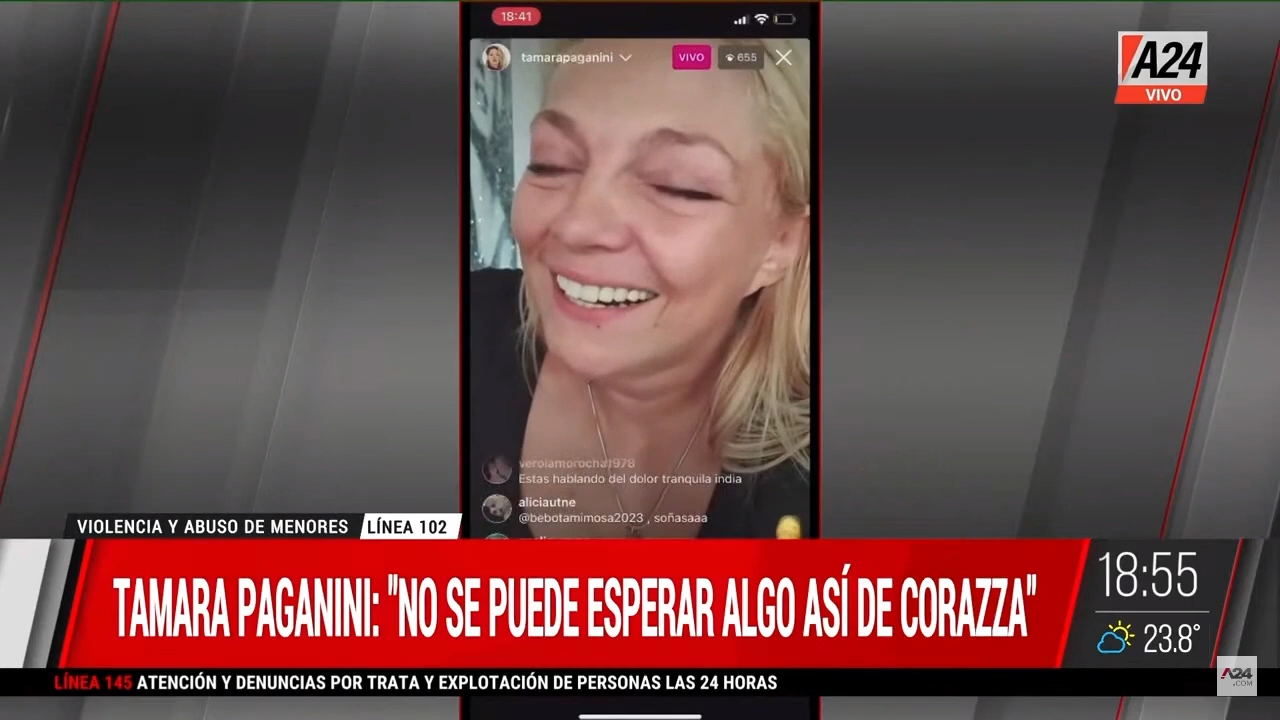 18:41
tamarapaganini
VIVO
655
A24
VIVO
verolamorocha1978
Estas hablando del dolor tranquila india
aliciautne
@bebotamimosa2023 , soñasaaa
VIOLENCIA Y ABUSO DE MENORES LÍNEA 102
TAMARA PAGANINI: "NO SE PUEDE ESPERAR ALGO ASÍ DE CORAZZA"
18:55
23.8°
LÍNEA 145 ATENCIÓN Y DENUNCIAS POR TRATA Y EXPLOTACIÓN DE PERSONAS LAS 24 HORAS
A24
.COM